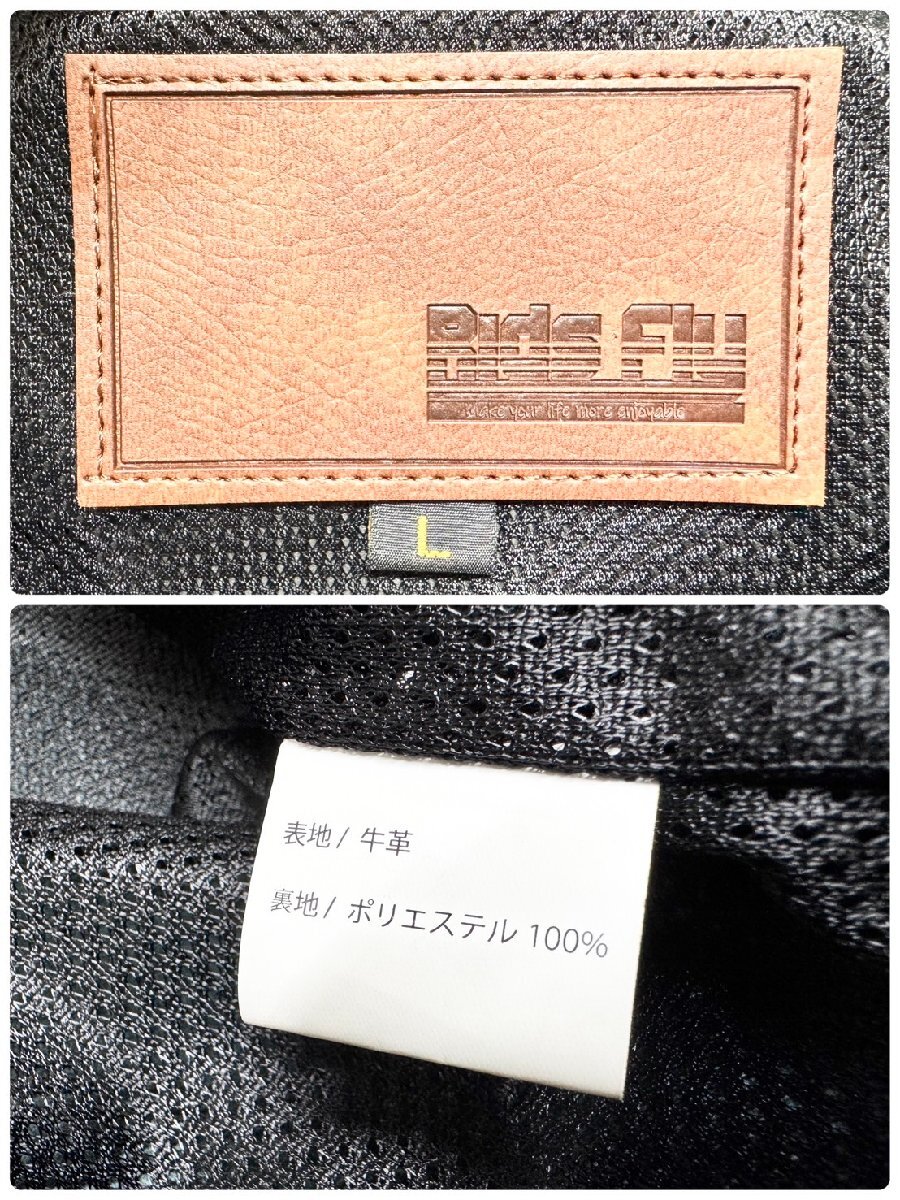 Rids Fly
Make your life more enjoyable
L
表地 / 牛革
裏地 / ポリエステル 100%